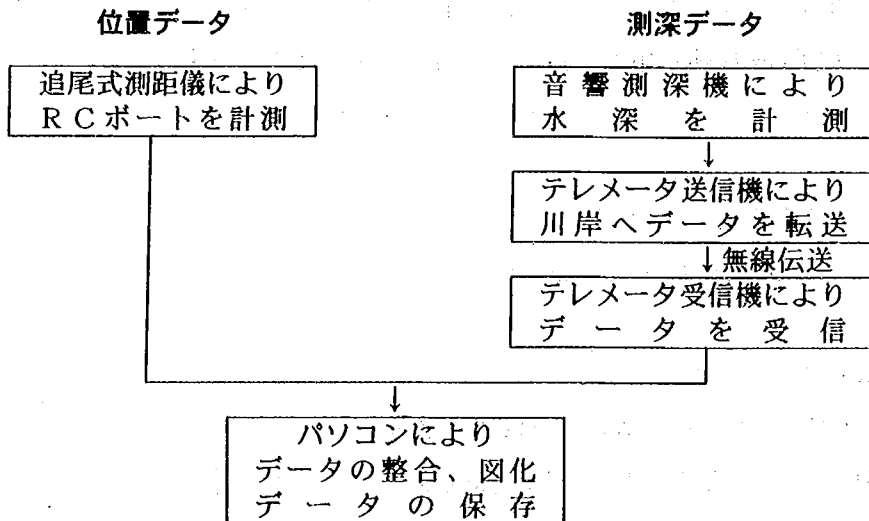 位置データ
測深データ
追尾式測距儀により
RCボートを計測
音響測深機により
水深を計測
↓
テレメータ送信機により
川岸へデータを転送
↓無線伝送
テレメータ受信機により
データを受信
↓
パソコンにより
データの整合、図化
データの保存